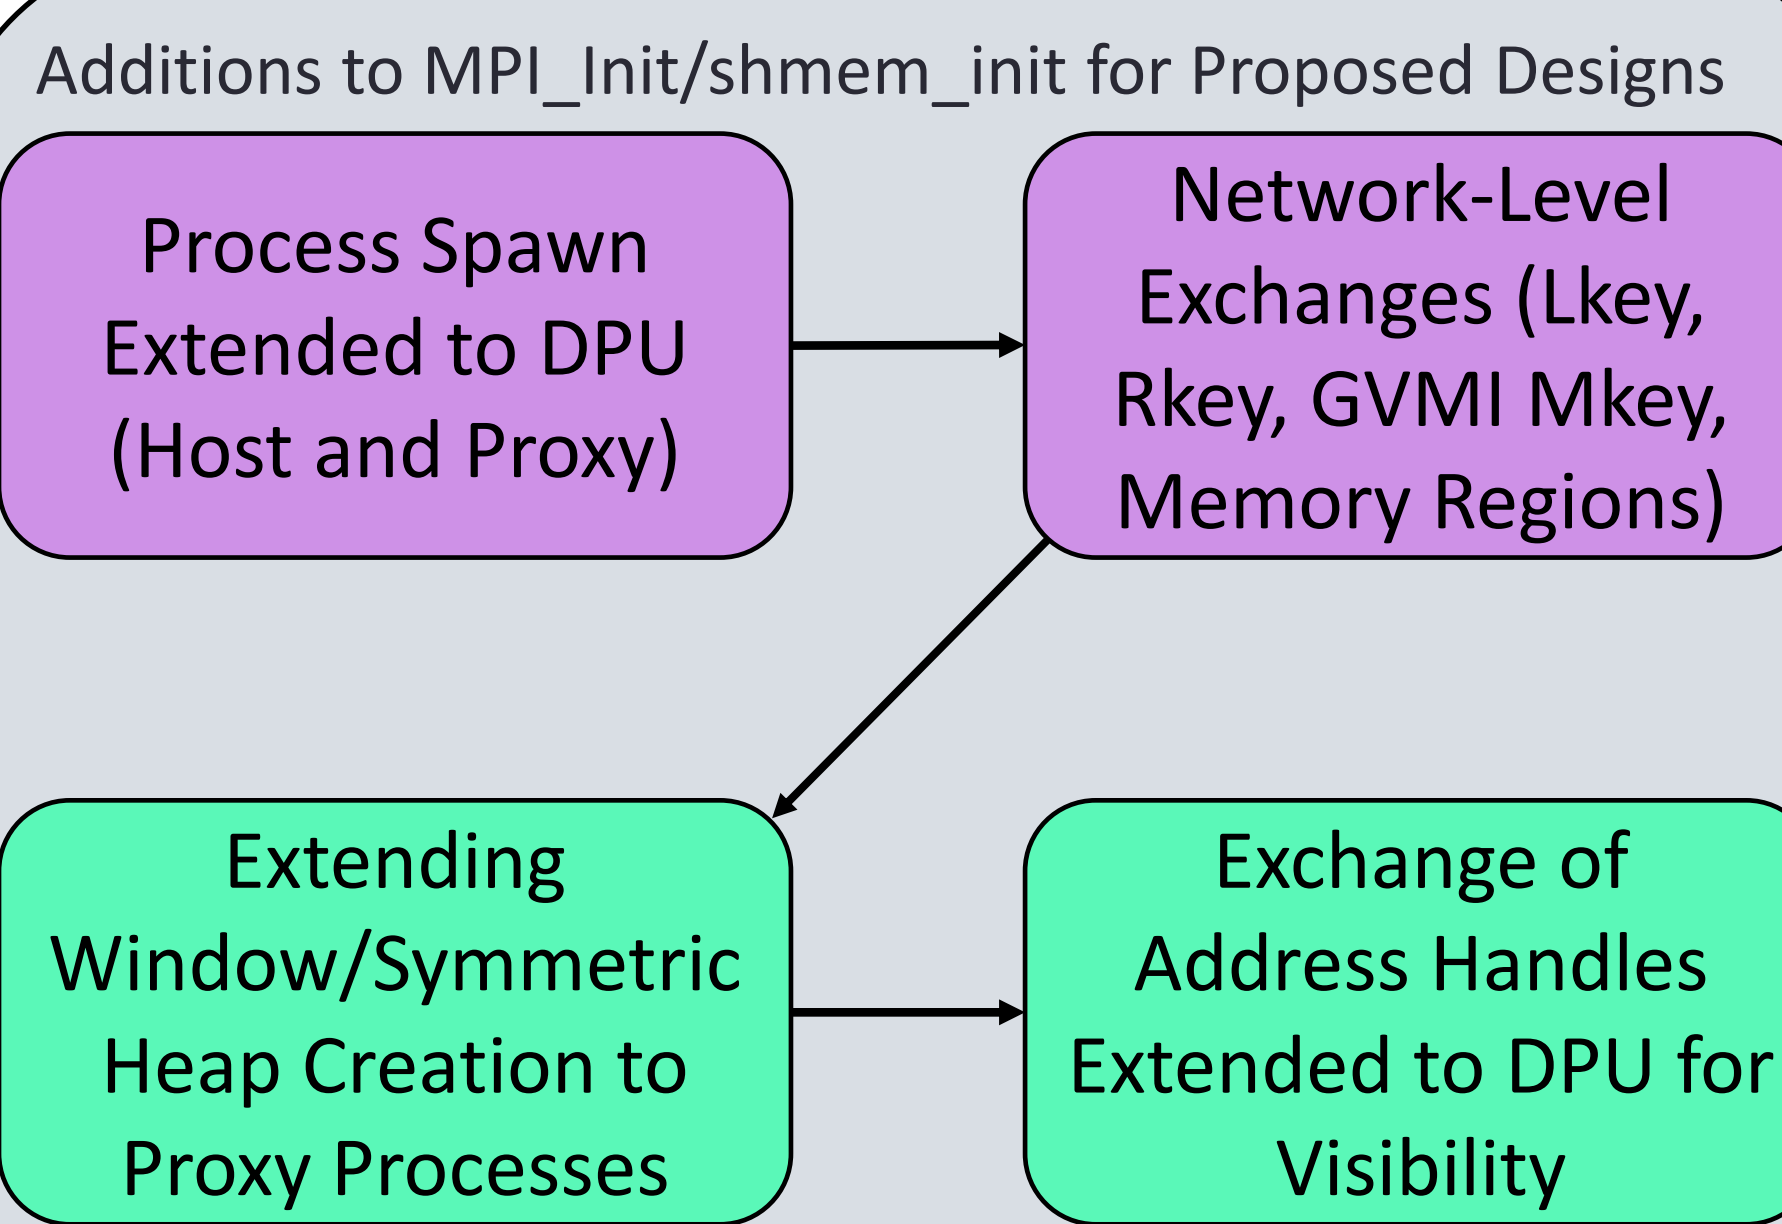 Additions to MPI_Init/shmem_init for Proposed Designs
Process Spawn
Extended to DPU
(Host and Proxy)
Network-Level
Exchanges (Lkey,
Rkey, GVMI Mkey,
Memory Regions)
Extending
Window/Symmetric
Heap Creation to
Proxy Processes
Exchange of
Address Handles
Extended to DPU for
Visibility